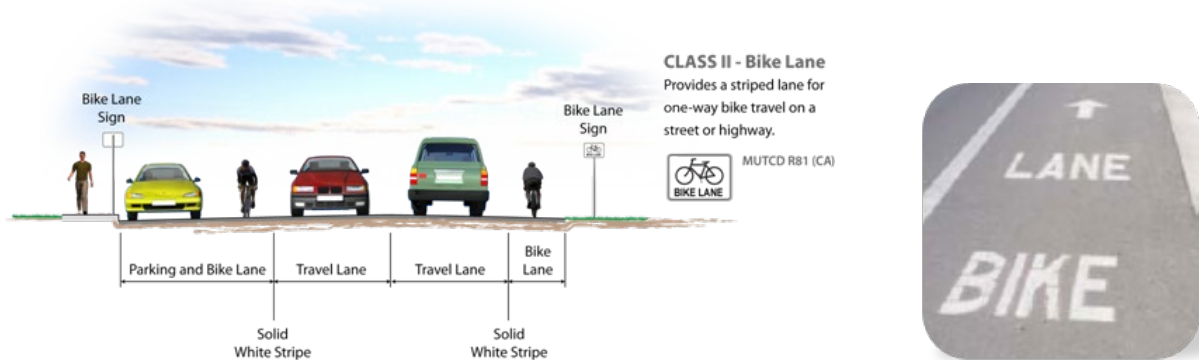 CLASS II - Bike Lane
Provides a striped lane for
one-way bike travel on a
street or highway.
MUTCD R81 (CA)
BIKE LANE
Bike Lane
Sign
Bike Lane
Sign
Parking and Bike Lane
Travel Lane
Travel Lane
Bike
Lane
Solid
White Stripe
Solid
White Stripe
LANE
BIKE